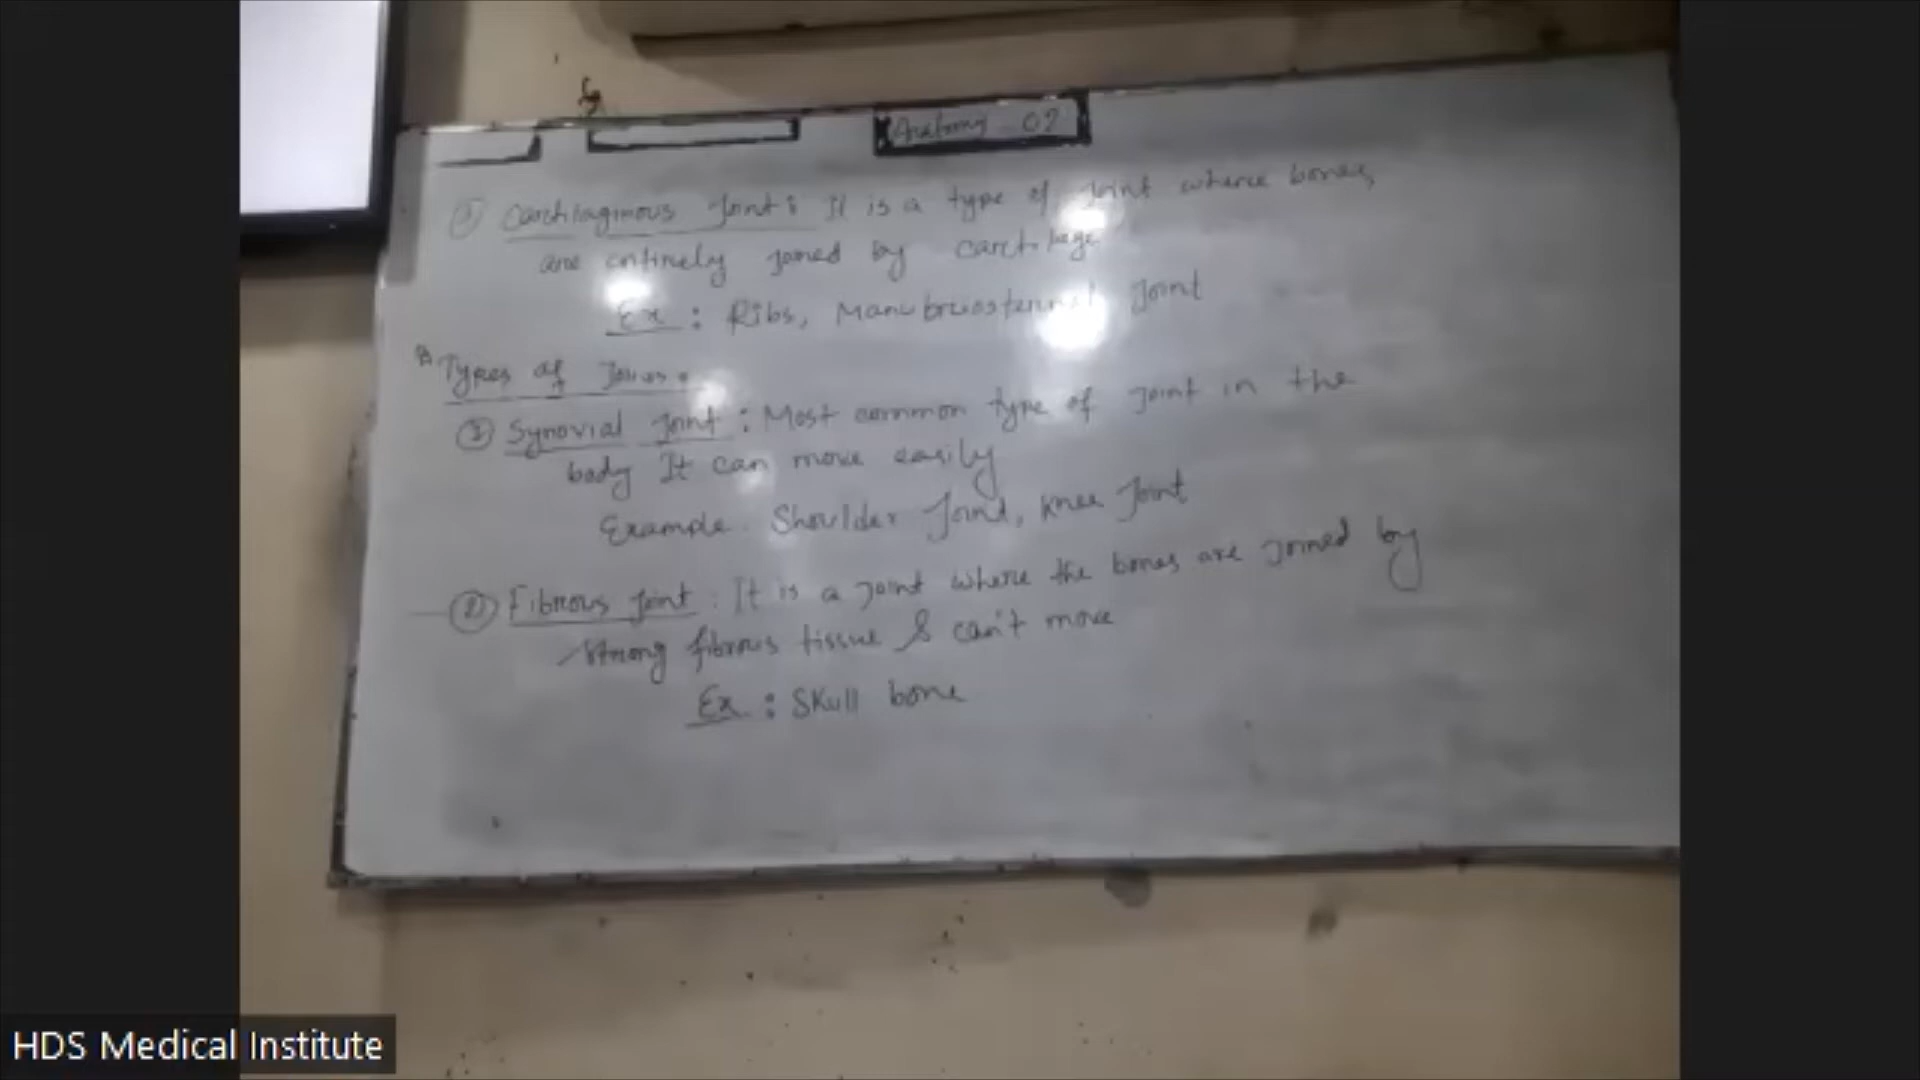 Anatomy - 02
③ Cartilaginous Joint: It is a type of Joint where bones,
are entirely joined by cartilage
Ex : Ribs, Manubriosternal Joint
Types of Joints.
① Synovial Joint : Most common type of Joint in the
body It can move easily
Example. Shoulder Joint, Knee Joint
② Fibrous Joint : It is a Joint where the bones are Joined by
strong fibrous tissue & can't move
Ex : Skull bone
HDS Medical Institute